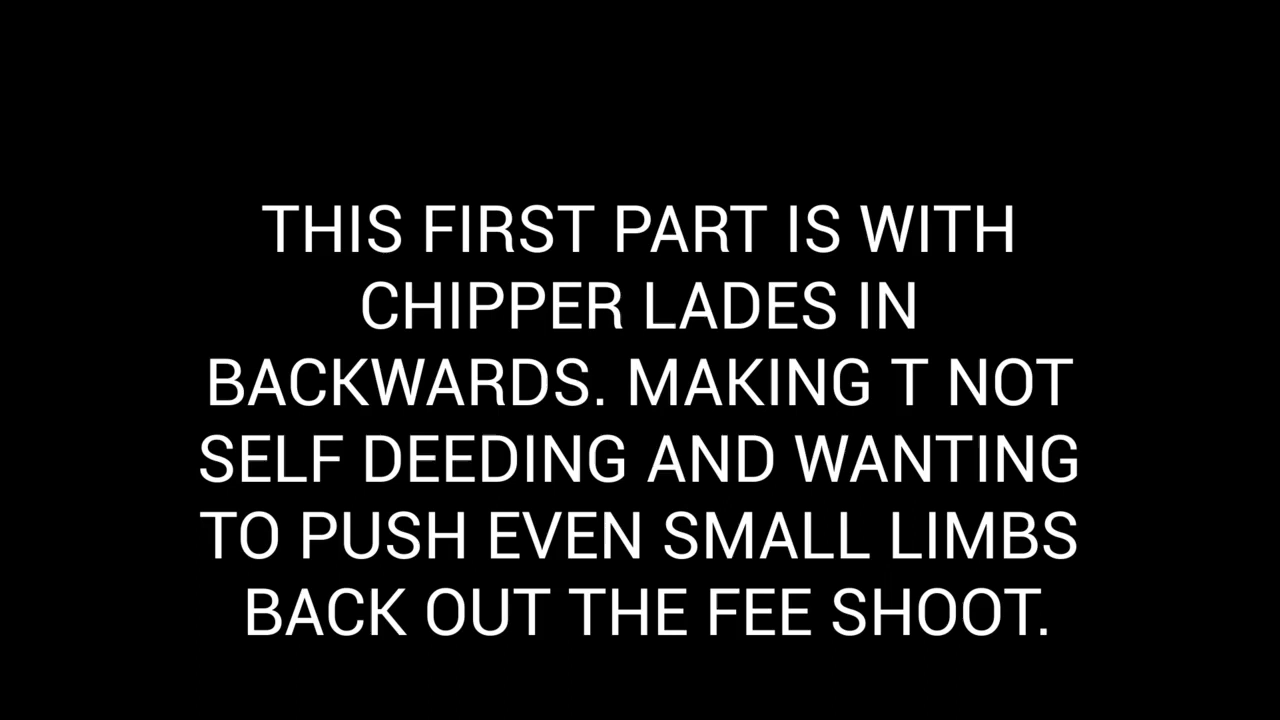 THIS FIRST PART IS WITH
CHIPPER LADES IN
BACKWARDS. MAKING T NOT
SELF DEEDING AND WANTING
TO PUSH EVEN SMALL LIMBS
BACK OUT THE FEE SHOOT.